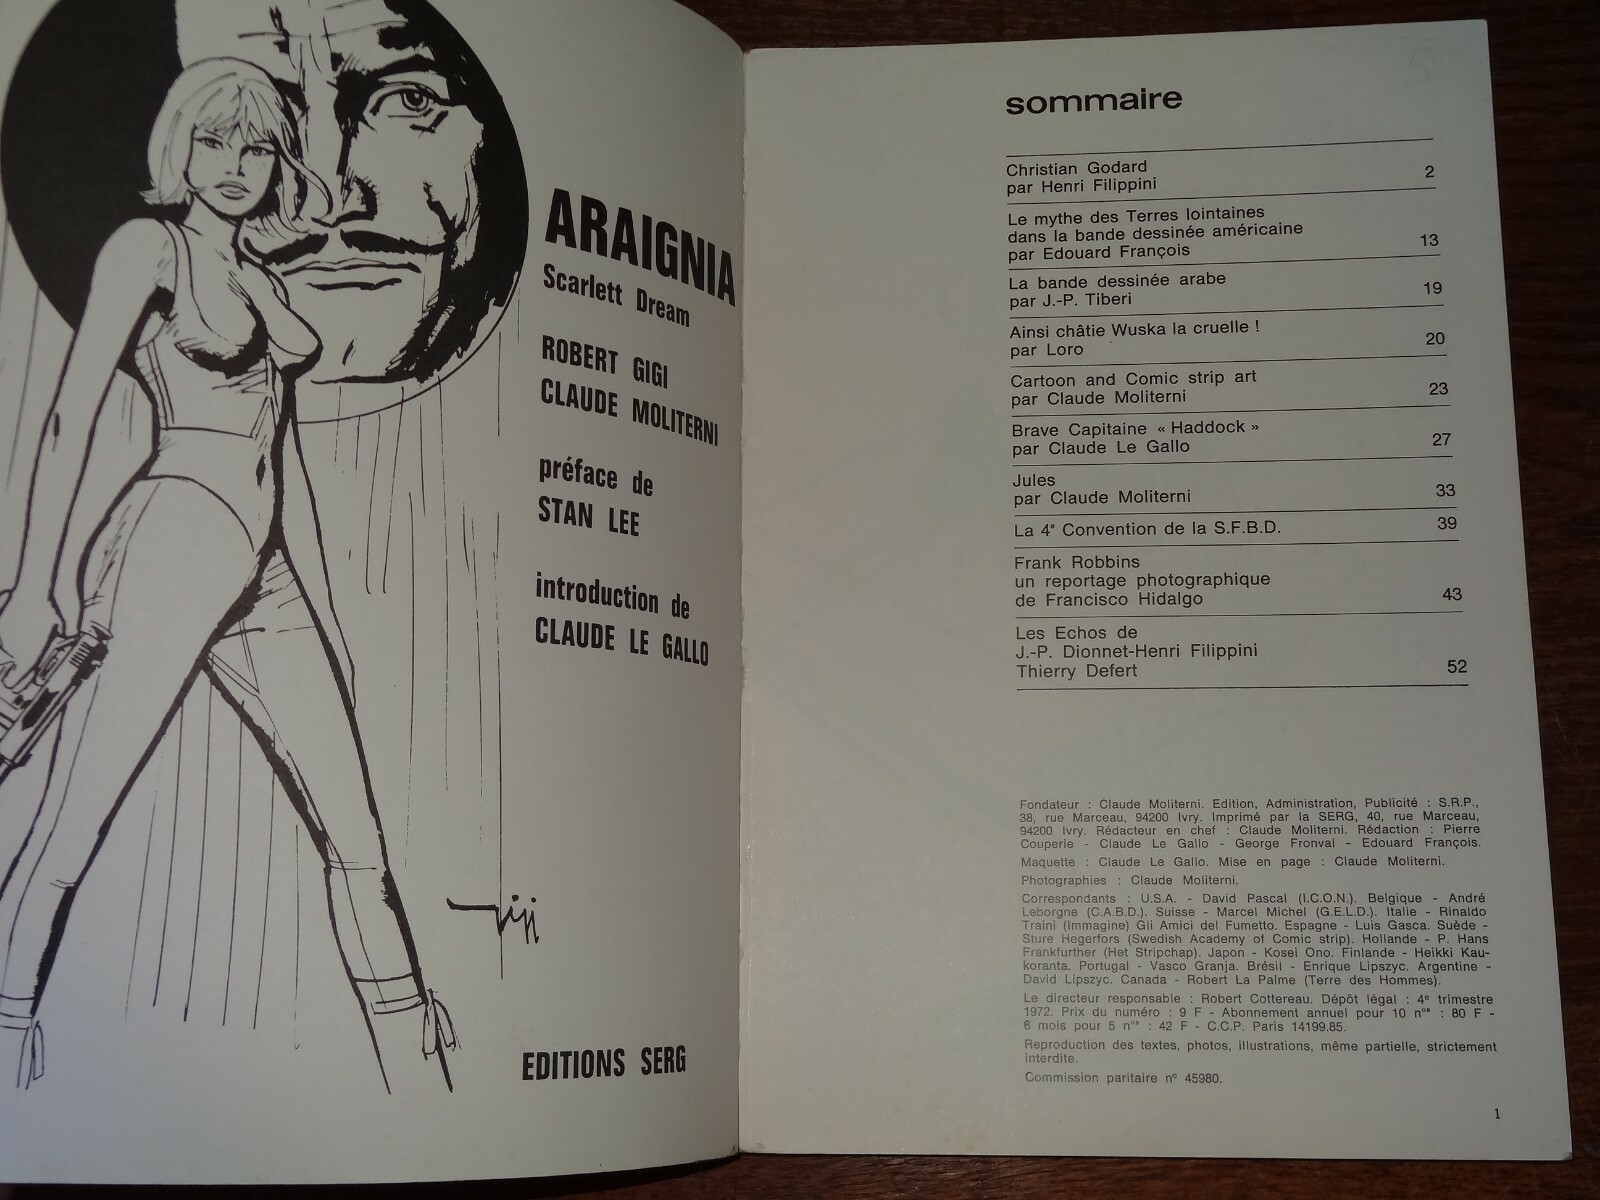 ARAIGNIA
Scarlett Dream
ROBERT GIGI
CLAUDE MOLITERNI
préface de
STAN LEE
introduction de
CLAUDE LE GALLO
Gigi
EDITIONS SERG
sommaire
Christian Godard
par Henri Filippini 2
Le mythe des Terres lointaines
dans la bande dessinée américaine
par Edouard François 13
La bande dessinée arabe
par J.-P. Tiberi 19
Ainsi châtie Wuska la cruelle !
par Loro 20
Cartoon and Comic strip art
par Claude Moliterni 23
Brave Capitaine « Haddock »
par Claude Le Gallo 27
Jules
par Claude Moliterni 33
La 4e Convention de la S.F.B.D. 39
Frank Robbins
un reportage photographique
de Francisco Hidalgo 43
Les Echos de
J.-P. Dionnet-Henri Filippini
Thierry Defert 52
Fondateur : Claude Moliterni. Edition, Administration, Publicité : S.R.P.,
38, rue Marceau, 94200 Ivry. Imprimé par la SERG, 40, rue Marceau,
94200 Ivry. Rédacteur en chef : Claude Moliterni. Rédaction : Pierre
Couperie - Claude Le Gallo - George Fronval - Edouard François.
Maquette : Claude Le Gallo. Mise en page : Claude Moliterni.
Photographies : Claude Moliterni.
Correspondants : U.S.A. - David Pascal (I.C.O.N.). Belgique - André
Leborgne (C.A.B.D.). Suisse - Marcel Michel (G.E.L.D.). Italie - Rinaldo
Traini (Immagine) Gli Amici del Fumetto. Espagne - Luis Gasca. Suède -
Sture Hegerfors (Swedish Academy of Comic strip). Hollande - P. Hans
Frankfurther (Het Stripchap). Japon - Kosei Ono. Finlande - Heikki Kau-
koranta. Portugal - Vasco Granja. Brésil - Enrique Lipszyc. Argentine -
David Lipszyc. Canada - Robert La Palme (Terre des Hommes).
Le directeur responsable : Robert Cottereau. Dépôt légal : 4e trimestre
1972. Prix du numéro : 9 F - Abonnement annuel pour 10 nos : 80 F -
6 mois pour 5 nos : 42 F - C.C.P. Paris 14199.85.
Reproduction des textes, photos, illustrations, même partielle, strictement
interdite.
Commission paritaire n° 45980.
1